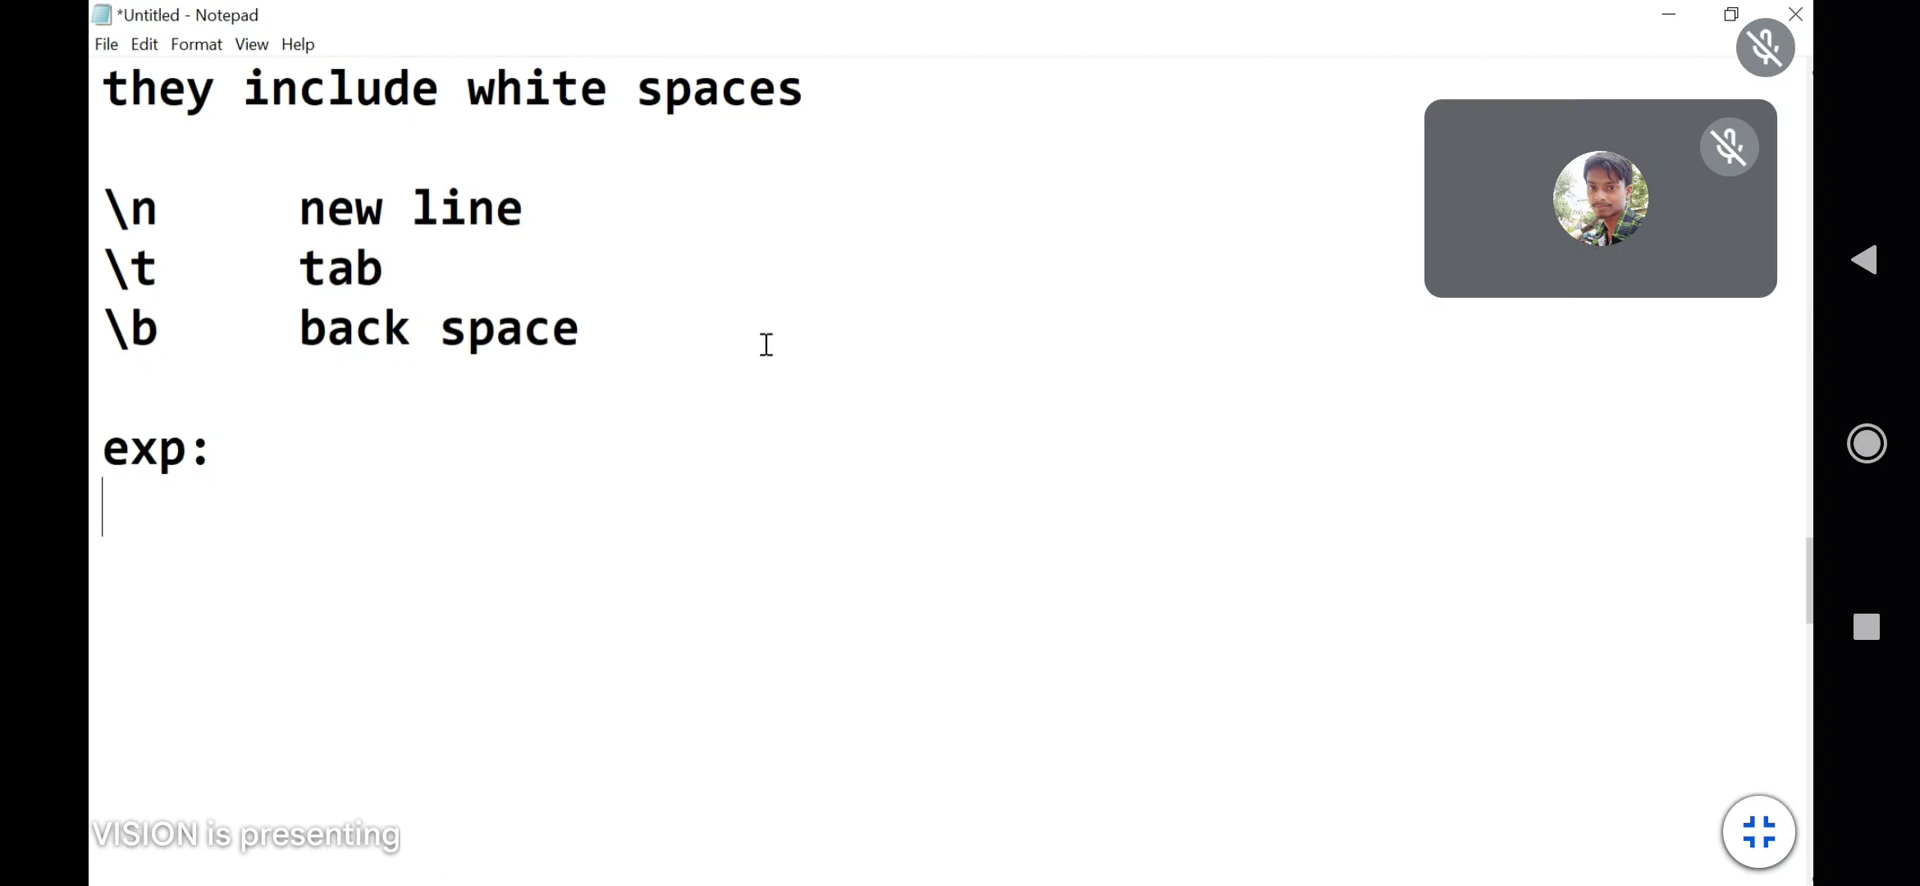 *Untitled - Notepad
File Edit Format View Help
they include white spaces
\n new line
\t tab
\b back space
exp:
VISION is presenting